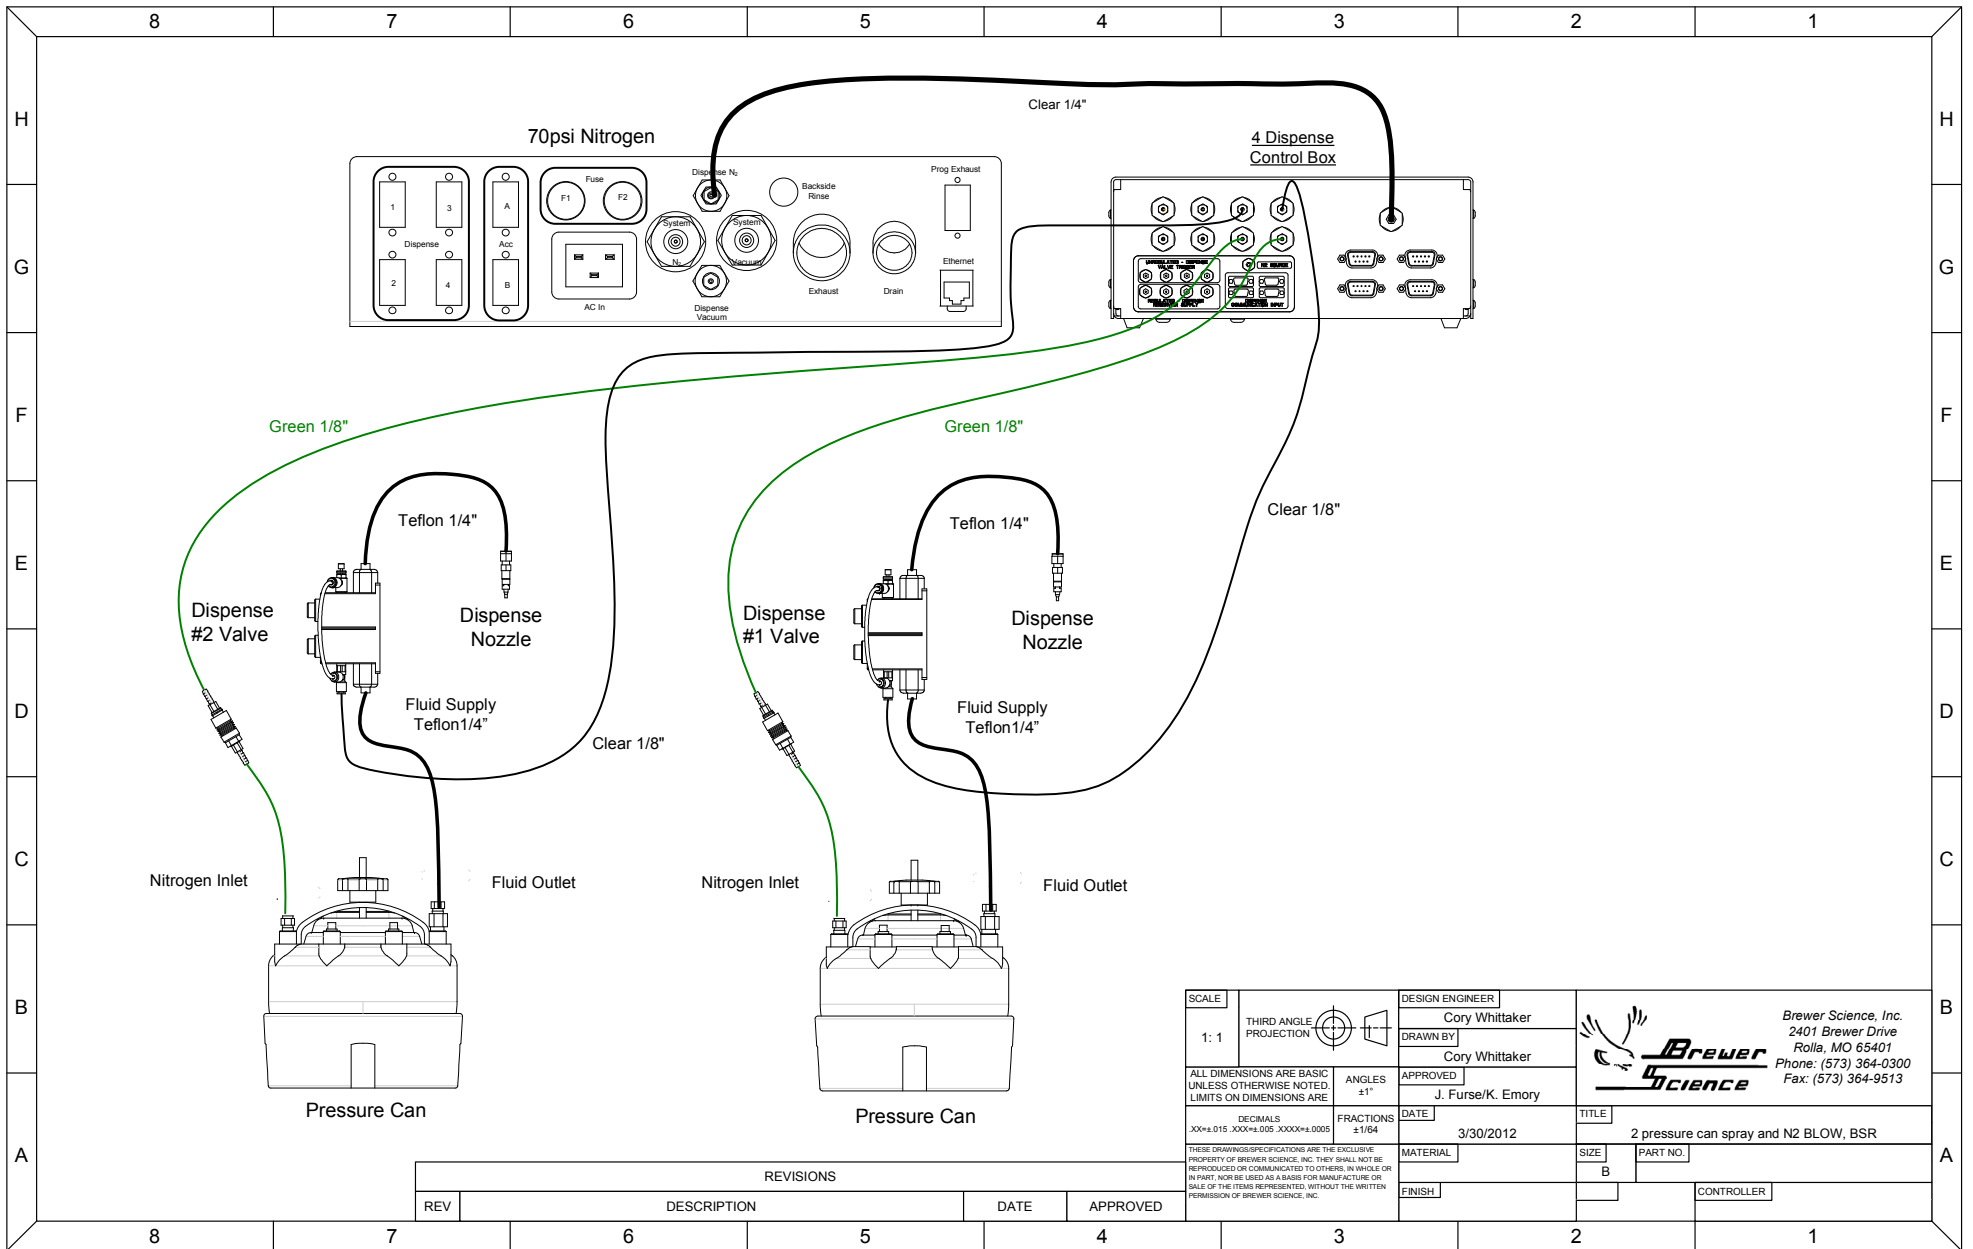 8 7 6 5 4 3 2 1
H H
G G
F F
E E
D D
C C
B B
A A
70psi Nitrogen
Clear 1/4"
4 Dispense
Control Box
1 3
Dispense
2 4
A
Acc
B
Fuse
F1 F2
AC In
Dispense N₂
System
N₂
System
Vacuum
Dispense
Vacuum
Backside
Rinse
Exhaust
Drain
Prog Exhaust
Ethernet
N2 SOURCE
VALVE TRIGGER
COMMUNICATION INPUT
Green 1/8"
Green 1/8"
Teflon 1/4"
Teflon 1/4"
Clear 1/8"
Dispense
#2 Valve
Dispense
Nozzle
Dispense
#1 Valve
Dispense
Nozzle
Fluid Supply
Teflon1/4”
Fluid Supply
Teflon1/4”
Clear 1/8"
Nitrogen Inlet
Fluid Outlet
Nitrogen Inlet
Fluid Outlet
Pressure Can
Pressure Can
SCALE
1: 1
THIRD ANGLE
PROJECTION
DESIGN ENGINEER
Cory Whittaker
DRAWN BY
Cory Whittaker
APPROVED
J. Furse/K. Emory
DATE
3/30/2012
MATERIAL
FINISH
ALL DIMENSIONS ARE BASIC
UNLESS OTHERWISE NOTED.
LIMITS ON DIMENSIONS ARE
ANGLES
±1°
DECIMALS
.XX=±.015 .XXX=±.005 .XXXX=±.0005
FRACTIONS
±1/64
THESE DRAWINGS/SPECIFICATIONS ARE THE EXCLUSIVE
PROPERTY OF BREWER SCIENCE, INC. THEY SHALL NOT BE
REPRODUCED OR COMMUNICATED TO OTHERS, IN WHOLE OR
IN PART, NOR BE USED AS A BASIS FOR MANUFACTURE OR
SALE OF THE ITEMS REPRESENTED, WITHOUT THE WRITTEN
PERMISSION OF BREWER SCIENCE, INC.
Brewer
Science
Brewer Science, Inc.
2401 Brewer Drive
Rolla, MO 65401
Phone: (573) 364-0300
Fax: (573) 364-9513
TITLE
2 pressure can spray and N2 BLOW, BSR
SIZE
B
PART NO.
CONTROLLER
REVISIONS
REV DESCRIPTION DATE APPROVED
8 7 6 5 4 3 2 1